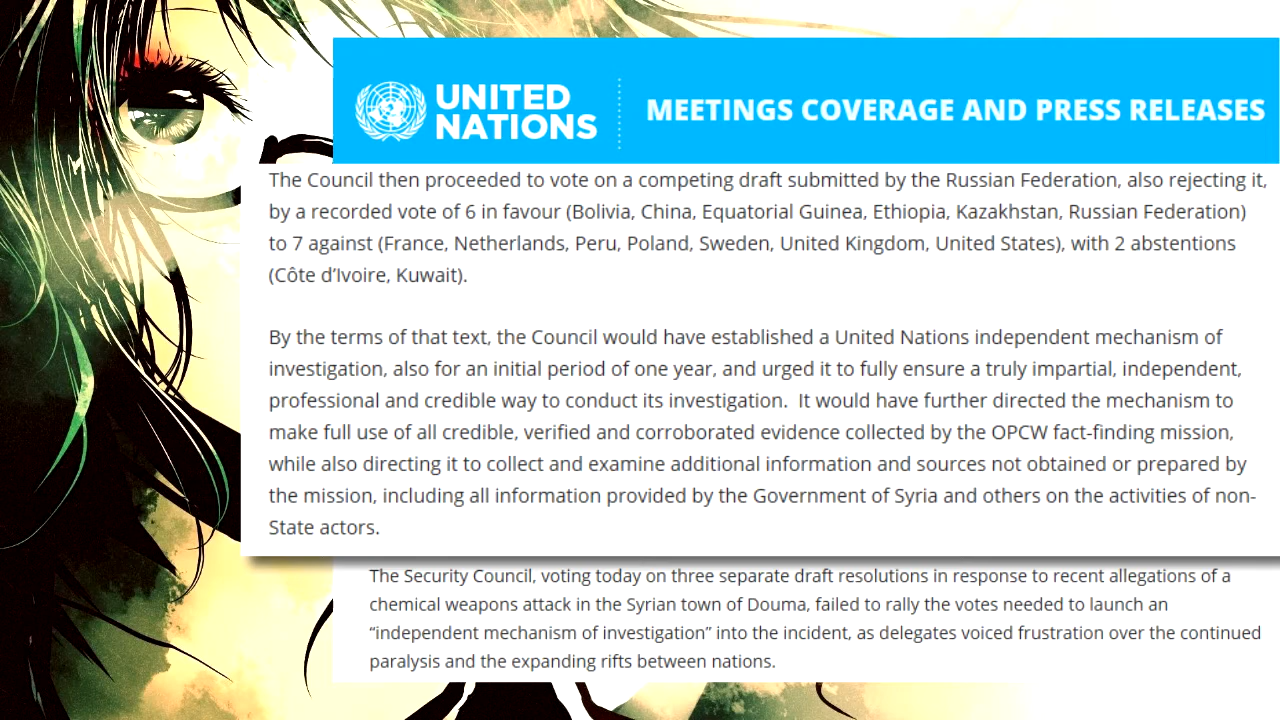 UNITED
NATIONS
MEETINGS COVERAGE AND PRESS RELEASES
The Council then proceeded to vote on a competing draft submitted by the Russian Federation, also rejecting it,
by a recorded vote of 6 in favour (Bolivia, China, Equatorial Guinea, Ethiopia, Kazakhstan, Russian Federation)
to 7 against (France, Netherlands, Peru, Poland, Sweden, United Kingdom, United States), with 2 abstentions
(Côte d’Ivoire, Kuwait).
By the terms of that text, the Council would have established a United Nations independent mechanism of
investigation, also for an initial period of one year, and urged it to fully ensure a truly impartial, independent,
professional and credible way to conduct its investigation.  It would have further directed the mechanism to
make full use of all credible, verified and corroborated evidence collected by the OPCW fact-finding mission,
while also directing it to collect and examine additional information and sources not obtained or prepared by
the mission, including all information provided by the Government of Syria and others on the activities of non-
State actors.
The Security Council, voting today on three separate draft resolutions in response to recent allegations of a
chemical weapons attack in the Syrian town of Douma, failed to rally the votes needed to launch an
“independent mechanism of investigation” into the incident, as delegates voiced frustration over the continued
paralysis and the expanding rifts between nations.